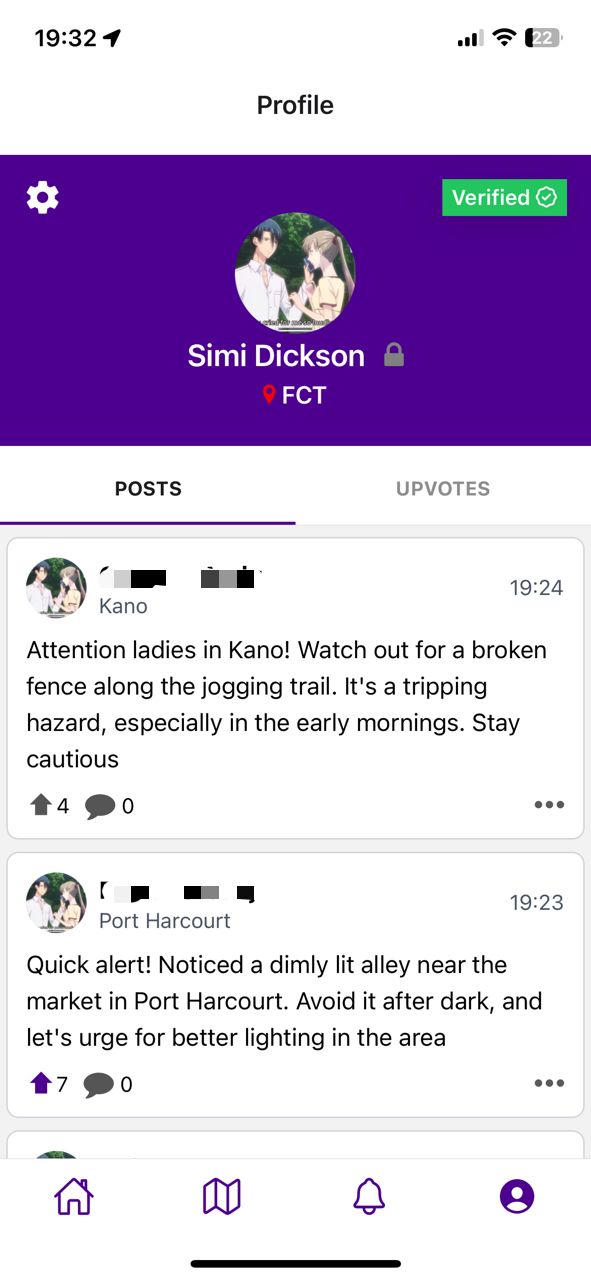 19:32
22
Profile
Verified
Simi Dickson
FCT
POSTS
UPVOTES
19:24
Kano
Attention ladies in Kano! Watch out for a broken
fence along the jogging trail. It's a tripping
hazard, especially in the early mornings. Stay
cautious
4 0
19:23
Port Harcourt
Quick alert! Noticed a dimly lit alley near the
market in Port Harcourt. Avoid it after dark, and
let's urge for better lighting in the area
7 0